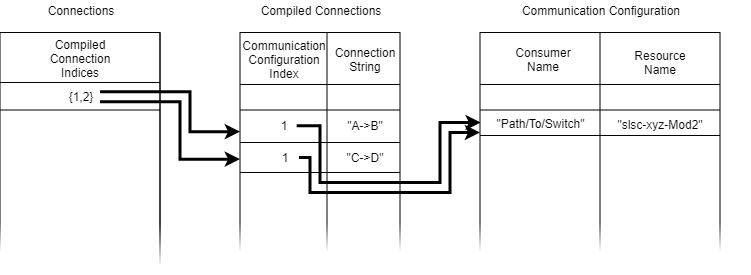 Connections
Compiled Connections
Communication Configuration
Compiled
Connection
Indices
Communication
Configuration
Index
Connection
String
Consumer
Name
Resource
Name
{1,2}
1
"A->B"
"Path/To/Switch"
"slsc-xyz-Mod2"
1
"C->D"